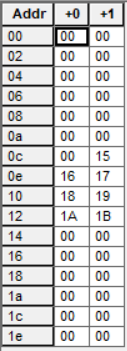 Addr +0 +1
00 00 00
02 00 00
04 00 00
06 00 00
08 00 00
0a 00 00
0c 00 15
0e 16 17
10 18 19
12 1A 1B
14 00 00
16 00 00
18 00 00
1a 00 00
1c 00 00
1e 00 00